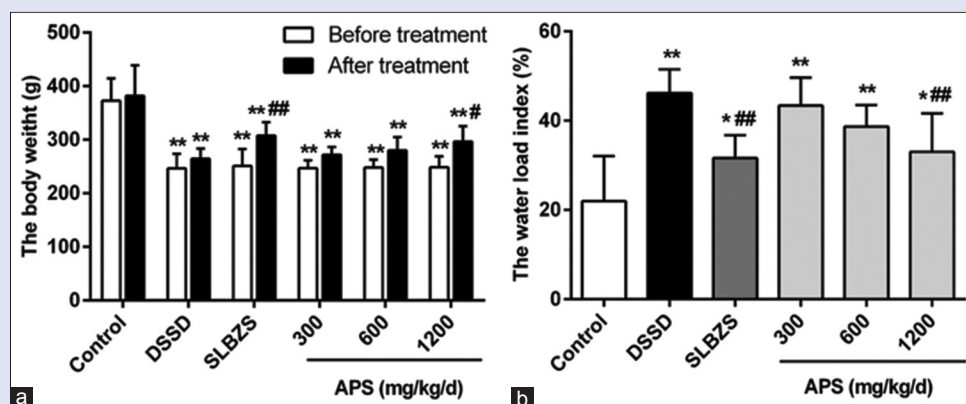 500
400
300
200
100
0
The body weitht (g)
Before treatment
After treatment
** **
** ** ##
** **
** **
** ** #
Control
DSSD
SLBZS
300
600
1200
APS (mg/kg/d)
a
60
40
20
0
The water load index (%)
**
* ##
**
**
* ##
Control
DSSD
SLBZS
300
600
1200
APS (mg/kg/d)
b